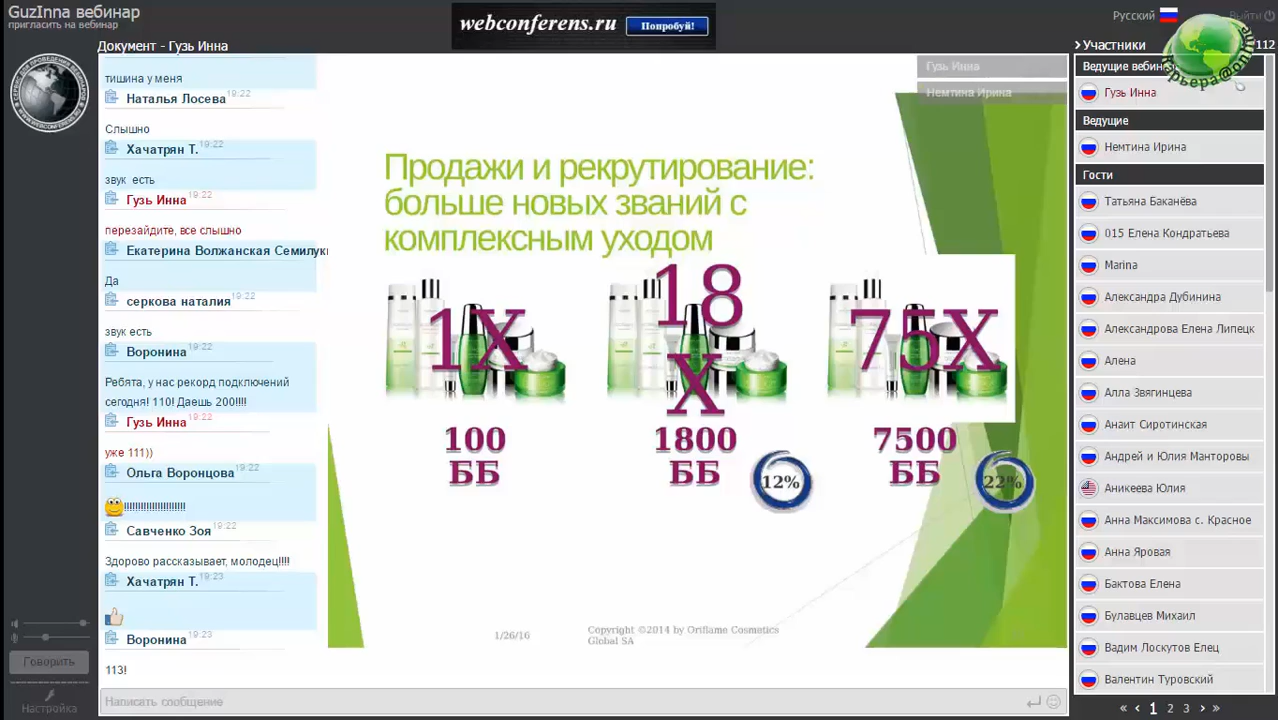 GuzInna вебинар
пригласить на вебинар
webconferens.ru Попробуй!
Русский
Выйти
Документ - Гузь Инна
Участники
112
тишина у меня
Наталья Лосева 19:22
Слышно
Хачатрян Т. 19:22
звук есть
Гузь Инна 19:22
перезайдите, все слышно
Екатерина Волжанская Семилуки
Да
серкова наталия 19:22
звук есть
Воронина 19:22
Ребята, у нас рекорд подключений
сегодня! 110! Даешь 200!!!!
Гузь Инна 19:22
уже 111))
Ольга Воронцова 19:22
!!!!!!!!!!!!!!!!!!!!!!
Савченко Зоя 19:22
Здорово рассказывает, молодец!!!!
Хачатрян Т. 19:23
Воронина 19:23
113!
Написать сообщение
Говорить
Настройка
Гузь Инна
Немтина Ирика
Продажи и рекрутирование:
больше новых званий с
комплексным уходом
1X
18
X
75X
100
ББ
1800
ББ
12%
7500
ББ
22%
1/26/16
Copyright ©2014 by Oriflame Cosmetics
Global SA
Ведущие вебин
Гузь Инна
Ведущие
Немтина Ирина
Гости
Татьяна Баканёва
015 Елена Кондратьева
Marina
Александра Дубинина
Александрова Елена Липецк
Алена
Алла Звягинцева
Анаит Сиротинская
Андрей и Юлия Манторовы
Аникеева Юлия
Анна Максимова с. Красное
Анна Яровая
Бактова Елена
Булавцев Михаил
Вадим Лоскутов Елец
Валентин Туровский
« ‹ 1 2 3 › »